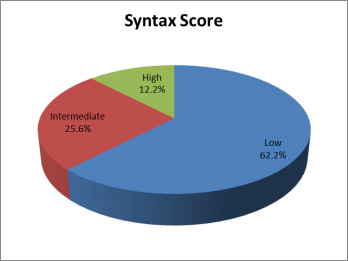 Syntax Score
High
12.2%
Intermediate
25.6%
Low
62.2%